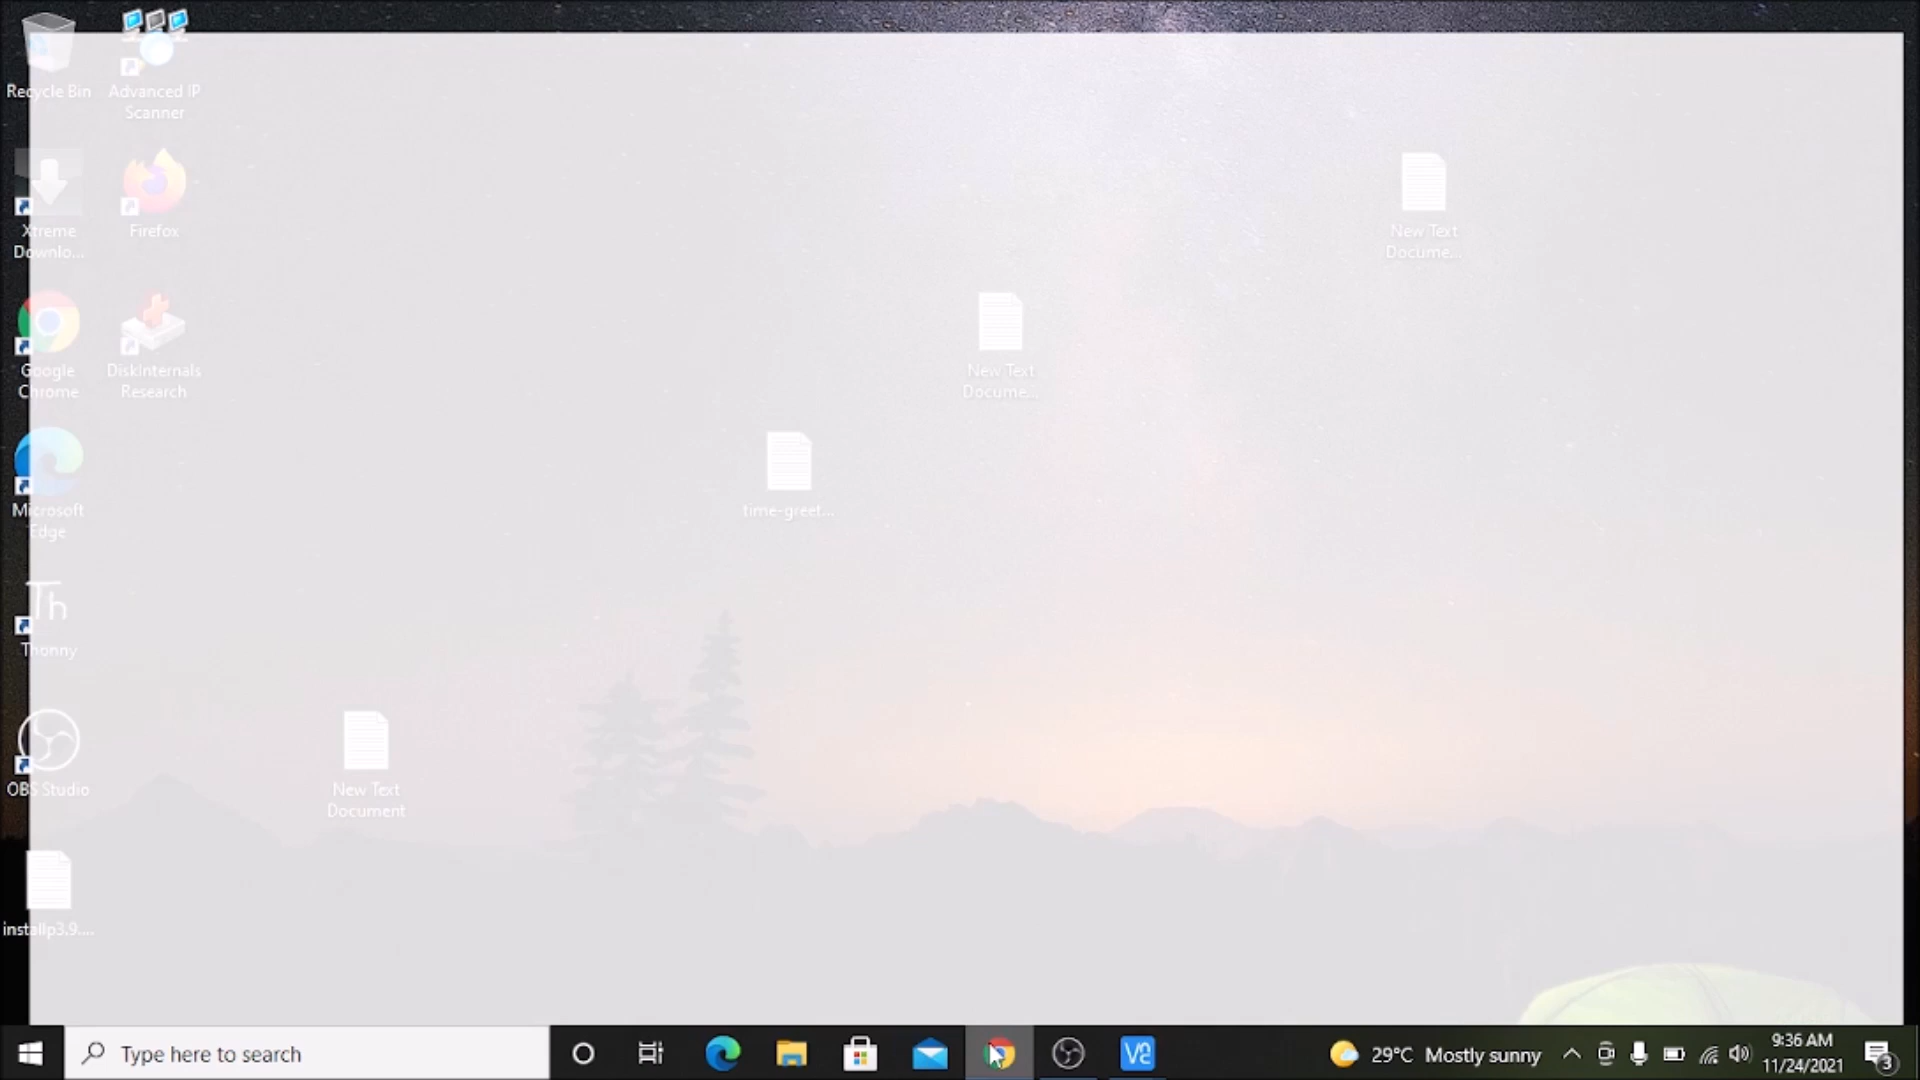 Recycle Bin
Advanced IP
Scanner
Xtreme
Downlo...
Firefox
Google
Chrome
DiskInternals
Research
Microsoft
Edge
Th
Thonny
OBS Studio
installp3.9....
New Text
Docume...
New Text
Docume...
time-greet...
New Text
Document
Type here to search
29°C Mostly sunny
9:36 AM
11/24/2021
3